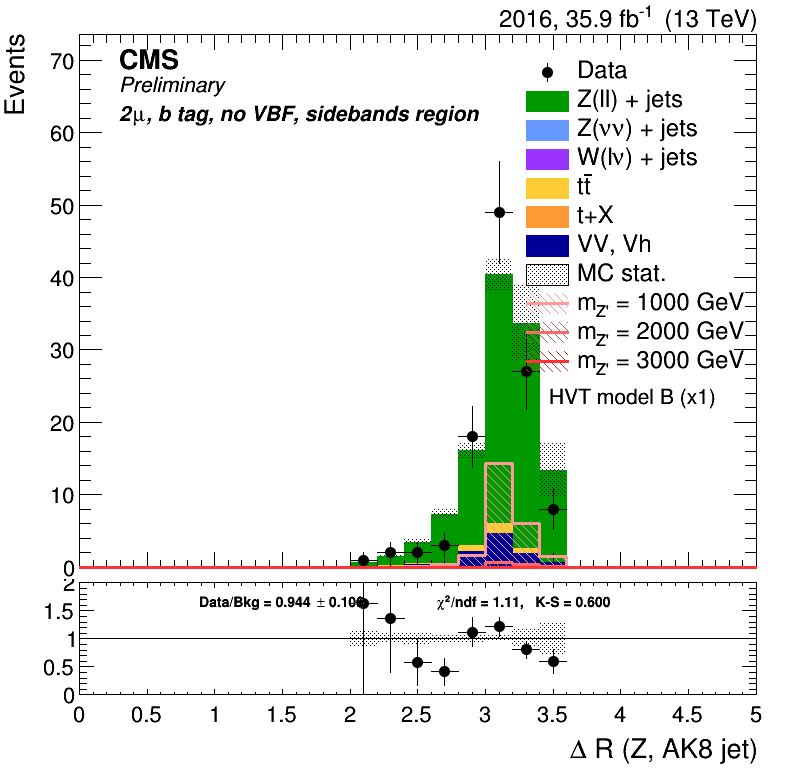 2016, 35.9 fb⁻¹ (13 TeV)
Events
CMS
Preliminary
2μ, b tag, no VBF, sidebands region
Data
Z(ll) + jets
Z(νν) + jets
W(lν) + jets
tt̄
t+X
VV, Vh
MC stat.
m_Z' = 1000 GeV
m_Z' = 2000 GeV
m_Z' = 3000 GeV
HVT model B (x1)
70
60
50
40
30
20
10
0
Data/Bkg = 0.944 ±
χ²/ndf = 1.11, K-S = 0.600
2
1.5
1
0.5
0
0 0.5 1 1.5 2 2.5 3 3.5 4 4.5 5
Δ R (Z, AK8 jet)